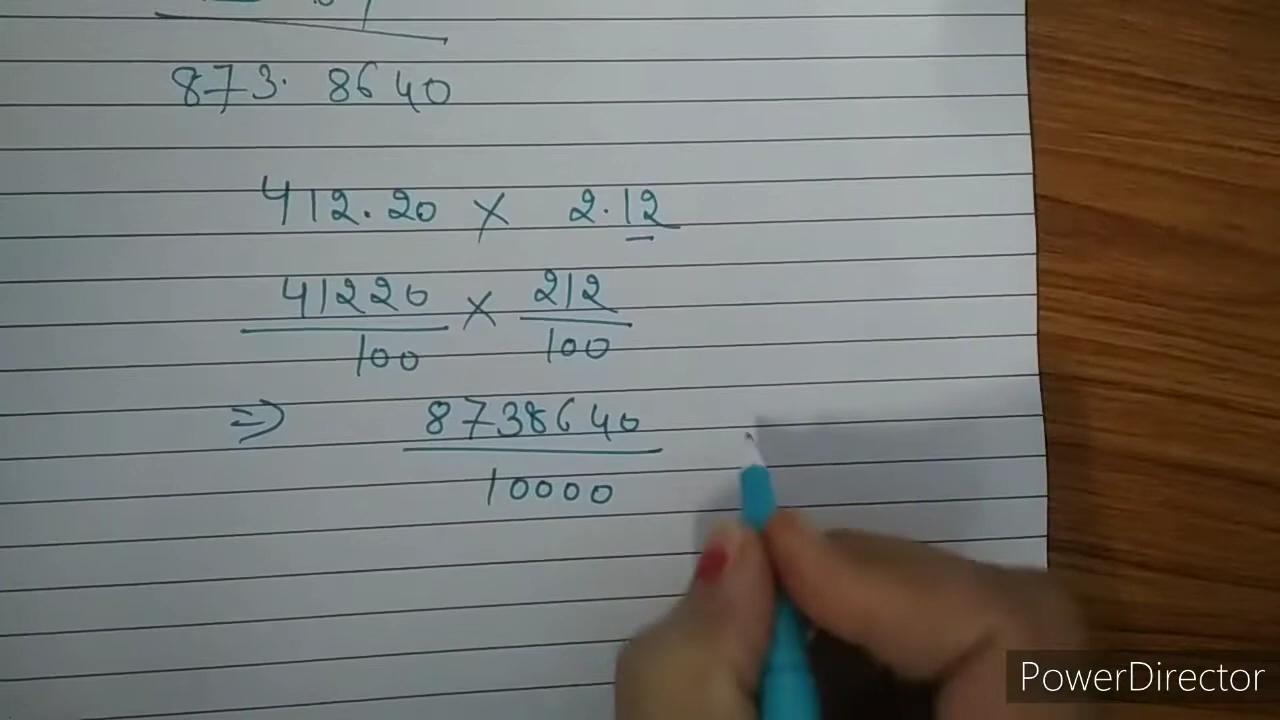 873. 8640
412.20 × 2.12
41220 × 212
100 100
⇒ 8738640
10000
PowerDirector